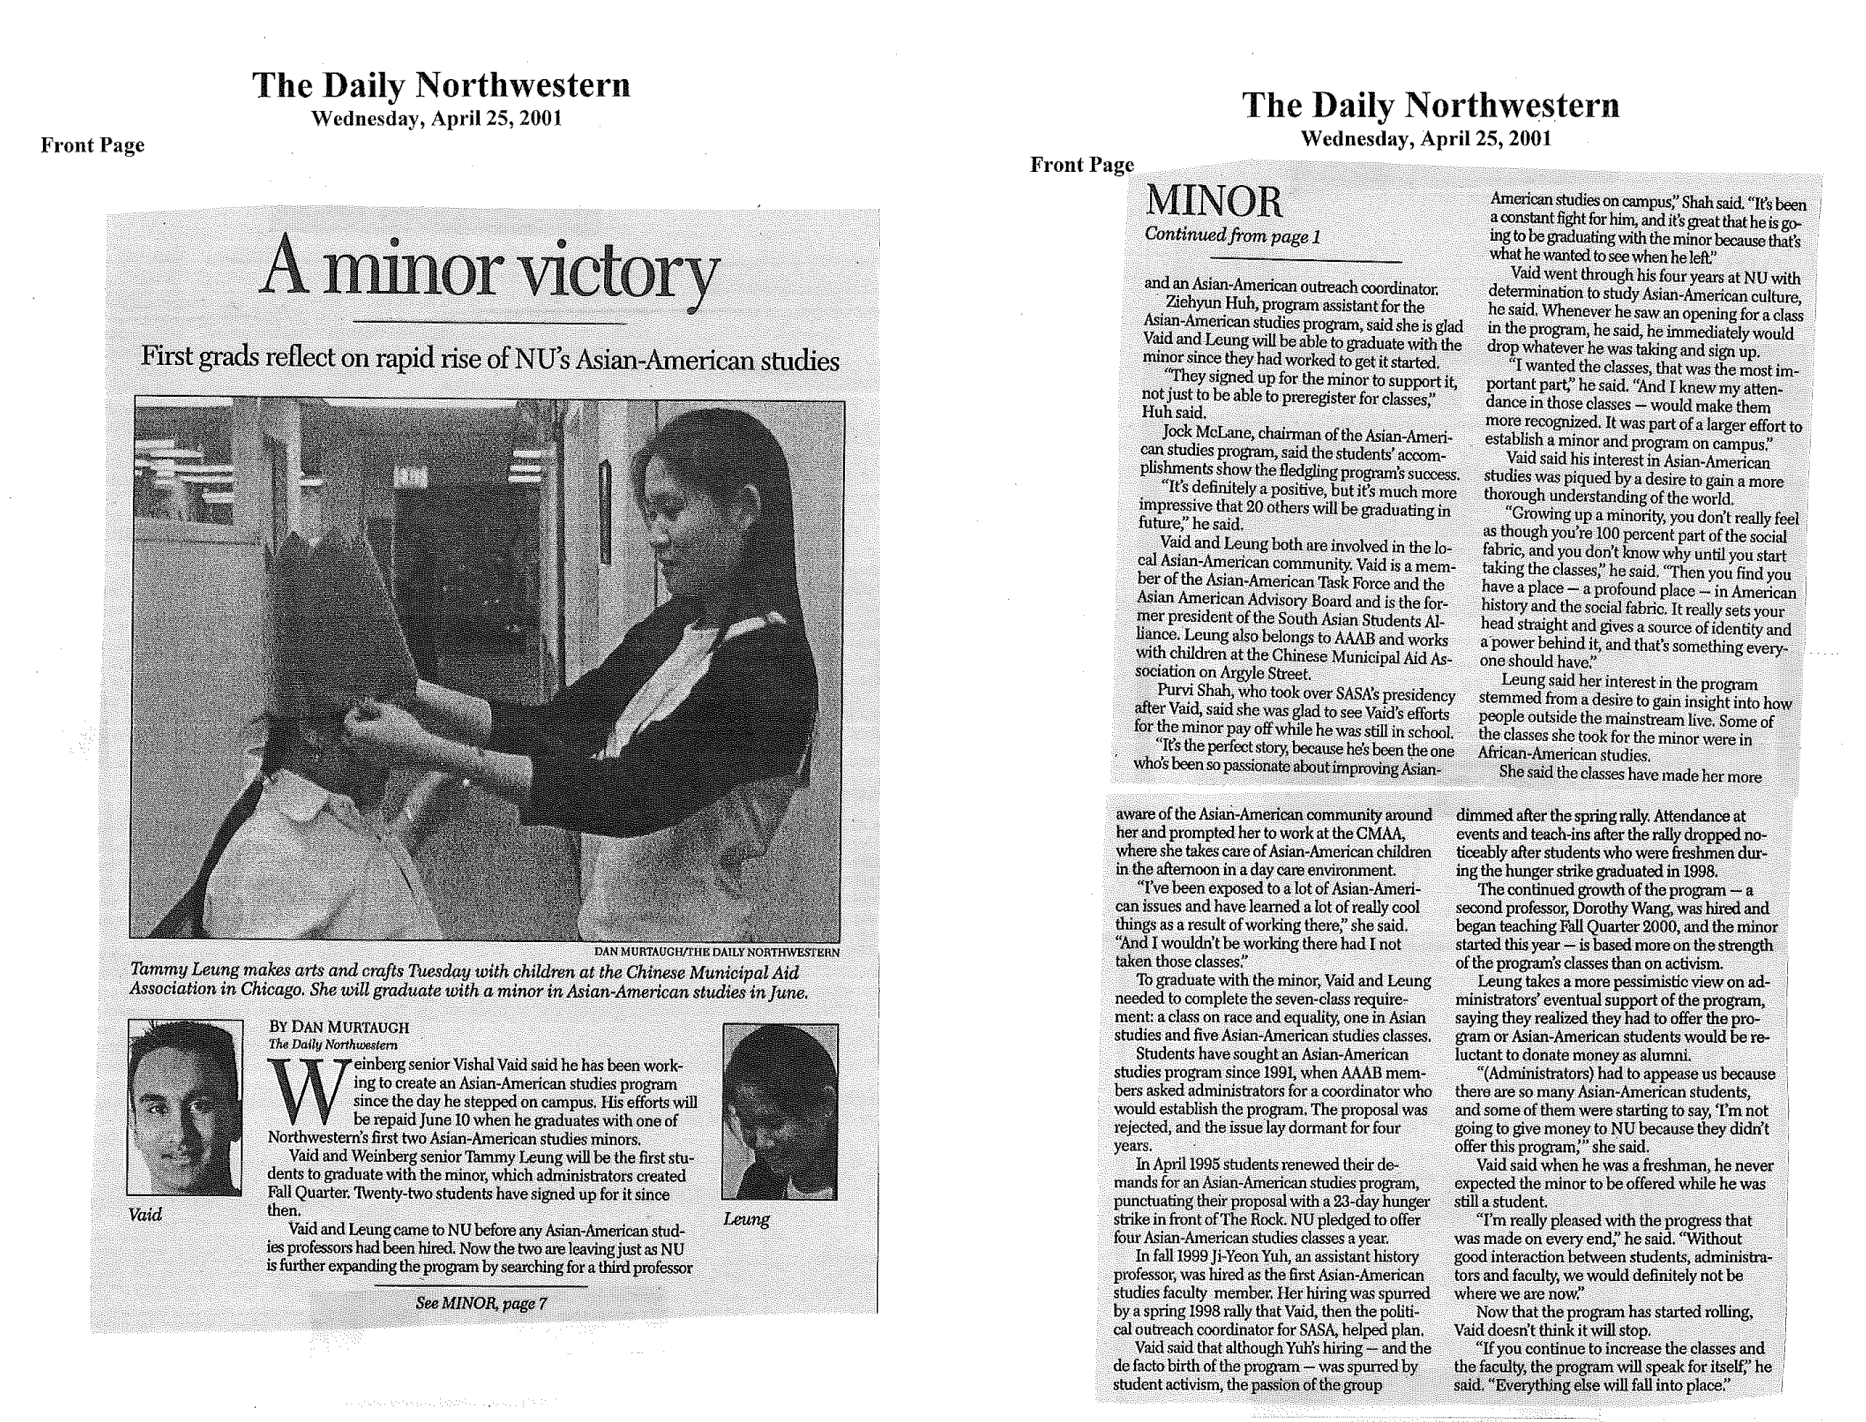 The Daily Northwestern
Wednesday, April 25, 2001
Front Page
A minor victory
First grads reflect on rapid rise of NU's Asian-American studies
DAN MURTAUGH/THE DAILY NORTHWESTERN
Tammy Leung makes arts and crafts Tuesday with children at the Chinese Municipal Aid
Association in Chicago. She will graduate with a minor in Asian-American studies in June.
Vaid
BY DAN MURTAUGH
The Daily Northwestern
Weinberg senior Vishal Vaid said he has been work-
ing to create an Asian-American studies program
since the day he stepped on campus. His efforts will
be repaid June 10 when he graduates with one of
Northwestern's first two Asian-American studies minors.
Vaid and Weinberg senior Tammy Leung will be the first stu-
dents to graduate with the minor, which administrators created
Fall Quarter. Twenty-two students have signed up for it since
then.
Vaid and Leung came to NU before any Asian-American stud-
ies professors had been hired. Now the two are leaving just as NU
is further expanding the program by searching for a third professor
See MINOR, page 7
Leung
The Daily Northwestern
Wednesday, April 25, 2001
Front Page
MINOR
Continued from page 1
and an Asian-American outreach coordinator.
Ziehyun Huh, program assistant for the
Asian-American studies program, said she is glad
Vaid and Leung will be able to graduate with the
minor since they had worked to get it started.
"They signed up for the minor to support it,
not just to be able to preregister for classes,"
Huh said.
Jock McLane, chairman of the Asian-Ameri-
can studies program, said the students' accom-
plishments show the fledgling program's success.
"It's definitely a positive, but it's much more
impressive that 20 others will be graduating in
future," he said.
Vaid and Leung both are involved in the lo-
cal Asian-American community. Vaid is a mem-
ber of the Asian-American Task Force and the
Asian American Advisory Board and is the for-
mer president of the South Asian Students Al-
liance. Leung also belongs to AAAB and works
with children at the Chinese Municipal Aid As-
sociation on Argyle Street.
Purvi Shah, who took over SASA's presidency
after Vaid, said she was glad to see Vaid's efforts
for the minor pay off while he was still in school.
"It's the perfect story, because he's been the one
who's been so passionate about improving Asian-
American studies on campus," Shah said. "It's been
a constant fight for him, and it's great that he is go-
ing to be graduating with the minor because that's
what he wanted to see when he left."
Vaid went through his four years at NU with
determination to study Asian-American culture,
he said. Whenever he saw an opening for a class
in the program, he said, he immediately would
drop whatever he was taking and sign up.
"I wanted the classes, that was the most im-
portant part," he said. "And I knew my atten-
dance in those classes — would make them
more recognized. It was part of a larger effort to
establish a minor and program on campus."
Vaid said his interest in Asian-American
studies was piqued by a desire to gain a more
thorough understanding of the world.
"Growing up a minority, you don't really feel
as though you're 100 percent part of the social
fabric, and you don't know why until you start
taking the classes," he said. "Then you find you
have a place — a profound place — in American
history and the social fabric. It really sets your
head straight and gives a source of identity and
a power behind it, and that's something every-
one should have."
Leung said her interest in the program
stemmed from a desire to gain insight into how
people outside the mainstream live. Some of
the classes she took for the minor were in
African-American studies.
She said the classes have made her more
aware of the Asian-American community around
her and prompted her to work at the CMAA,
where she takes care of Asian-American children
in the afternoon in a day care environment.
"I've been exposed to a lot of Asian-Ameri-
can issues and have learned a lot of really cool
things as a result of working there," she said.
"And I wouldn't be working there had I not
taken those classes."
To graduate with the minor, Vaid and Leung
needed to complete the seven-class require-
ment: a class on race and equality, one in Asian
studies and five Asian-American studies classes.
Students have sought an Asian-American
studies program since 1991, when AAAB mem-
bers asked administrators for a coordinator who
would establish the program. The proposal was
rejected, and the issue lay dormant for four
years.
In April 1995 students renewed their de-
mands for an Asian-American studies program,
punctuating their proposal with a 23-day hunger
strike in front of The Rock. NU pledged to offer
four Asian-American studies classes a year.
In fall 1999 Ji-Yeon Yuh, an assistant history
professor, was hired as the first Asian-American
studies faculty member. Her hiring was spurred
by a spring 1998 rally that Vaid, then the politi-
cal outreach coordinator for SASA, helped plan.
Vaid said that although Yuh's hiring — and the
de facto birth of the program — was spurred by
student activism, the passion of the group
dimmed after the spring rally. Attendance at
events and teach-ins after the rally dropped no-
ticeably after students who were freshmen dur-
ing the hunger strike graduated in 1998.
The continued growth of the program — a
second professor, Dorothy Wang, was hired and
began teaching Fall Quarter 2000, and the minor
started this year — is based more on the strength
of the program's classes than on activism.
Leung takes a more pessimistic view on ad-
ministrators' eventual support of the program,
saying they realized they had to offer the pro-
gram or Asian-American students would be re-
luctant to donate money as alumni.
"(Administrators) had to appease us because
there are so many Asian-American students,
and some of them were starting to say, 'I'm not
going to give money to NU because they didn't
offer this program,'" she said.
Vaid said when he was a freshman, he never
expected the minor to be offered while he was
still a student.
"I'm really pleased with the progress that
was made on every end," he said. "Without
good interaction between students, administra-
tors and faculty, we would definitely not be
where we are now."
Now that the program has started rolling,
Vaid doesn't think it will stop.
"If you continue to increase the classes and
the faculty, the program will speak for itself," he
said. "Everything else will fall into place."